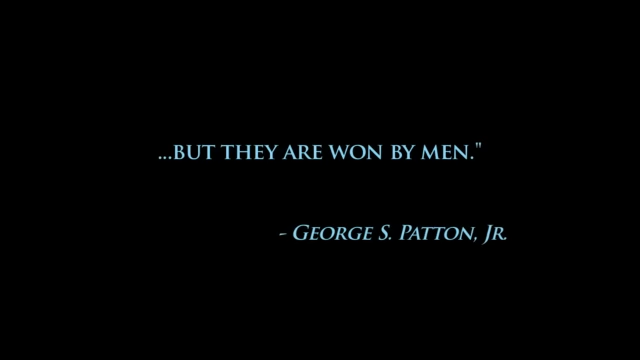 ...BUT THEY ARE WON BY MEN."
- GEORGE S. PATTON, JR.